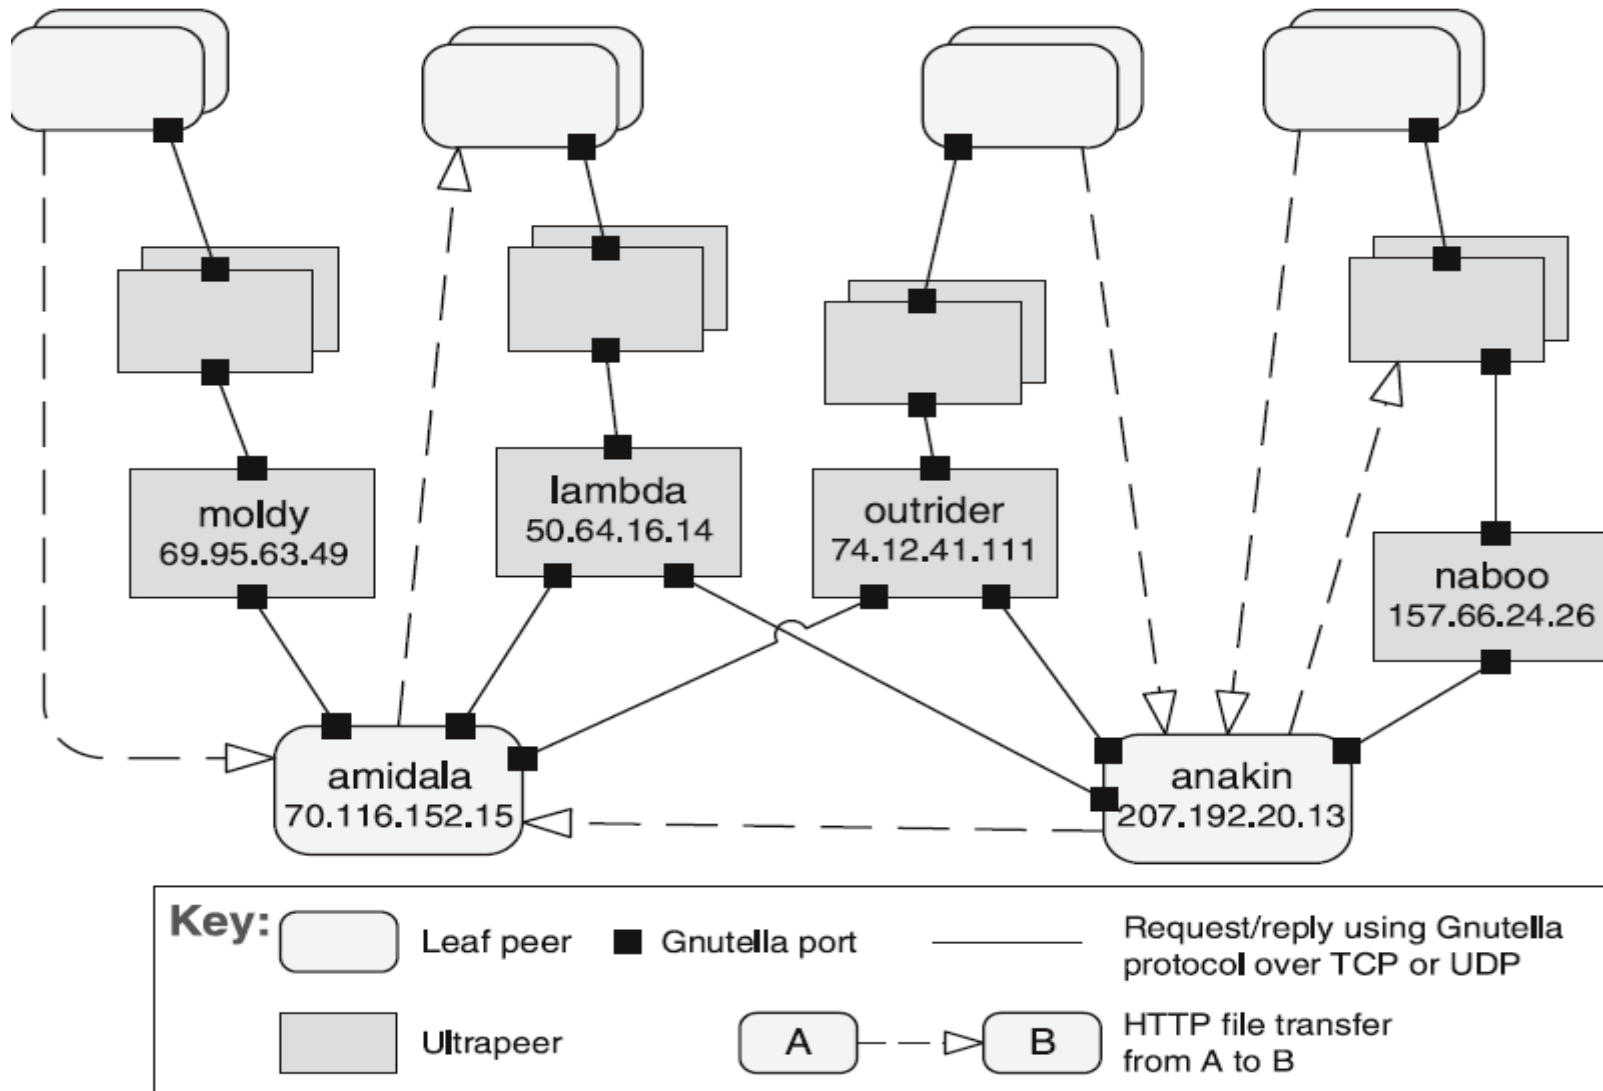 moldy
69.95.63.49
lambda
50.64.16.14
outrider
74.12.41.111
naboo
157.66.24.26
amidala
70.116.152.15
anakin
207.192.20.13
Key:
Leaf peer
Gnutella port
Request/reply using Gnutella
protocol over TCP or UDP
Ultrapeer
A
B
HTTP file transfer
from A to B